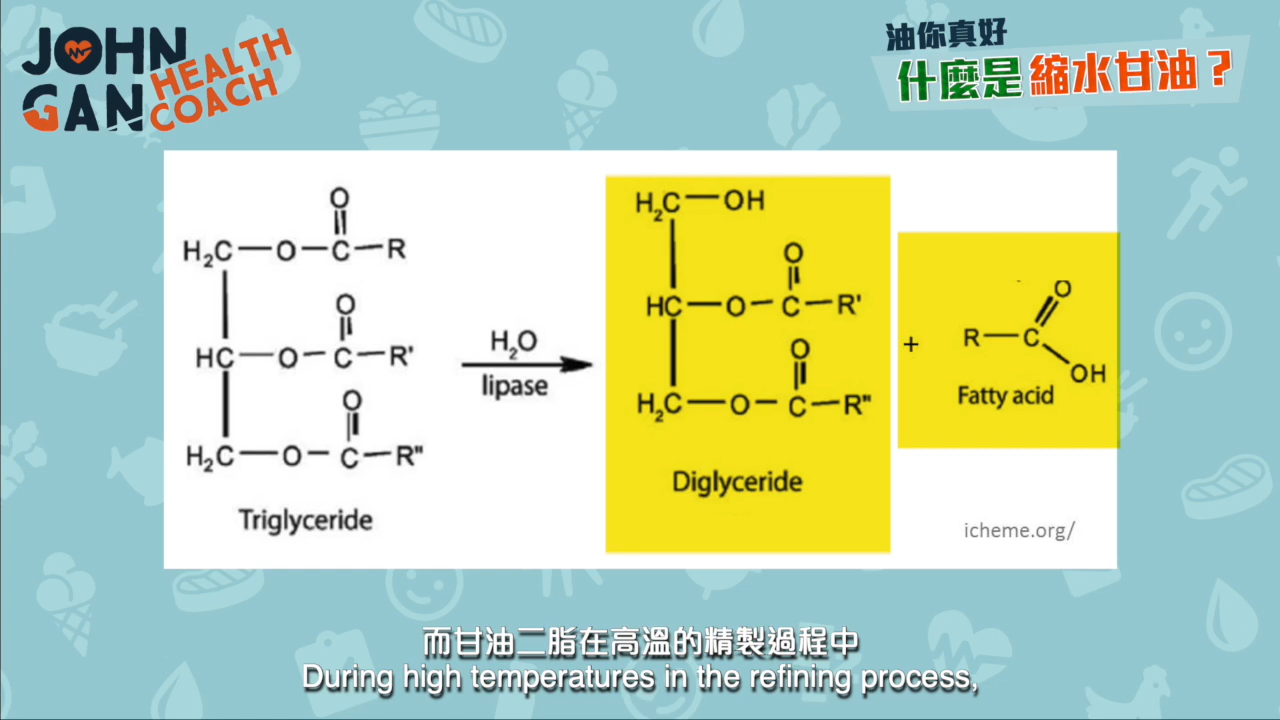 JOHN
GAN
HEALTH
COACH
油你真好
什麼是縮水甘油？
O
H₂C—O—C—R
O
HC—O—C—R'
O
H₂C—O—C—R"
Triglyceride
H₂O
lipase
H₂C—OH
O
HC—O—C—R'
O
H₂C—O—C—R"
Diglyceride
+
O
R—C
OH
Fatty acid
icheme.org/
而甘油二脂在高溫的精製過程中
During high temperatures in the refining process,